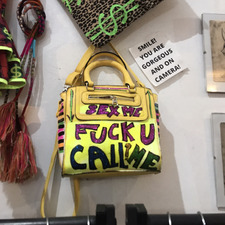 $
SMILE!
YOU ARE
GORGEOUS
AND ON
CAMERA!
SEX ME
FUCK U
CALL ME